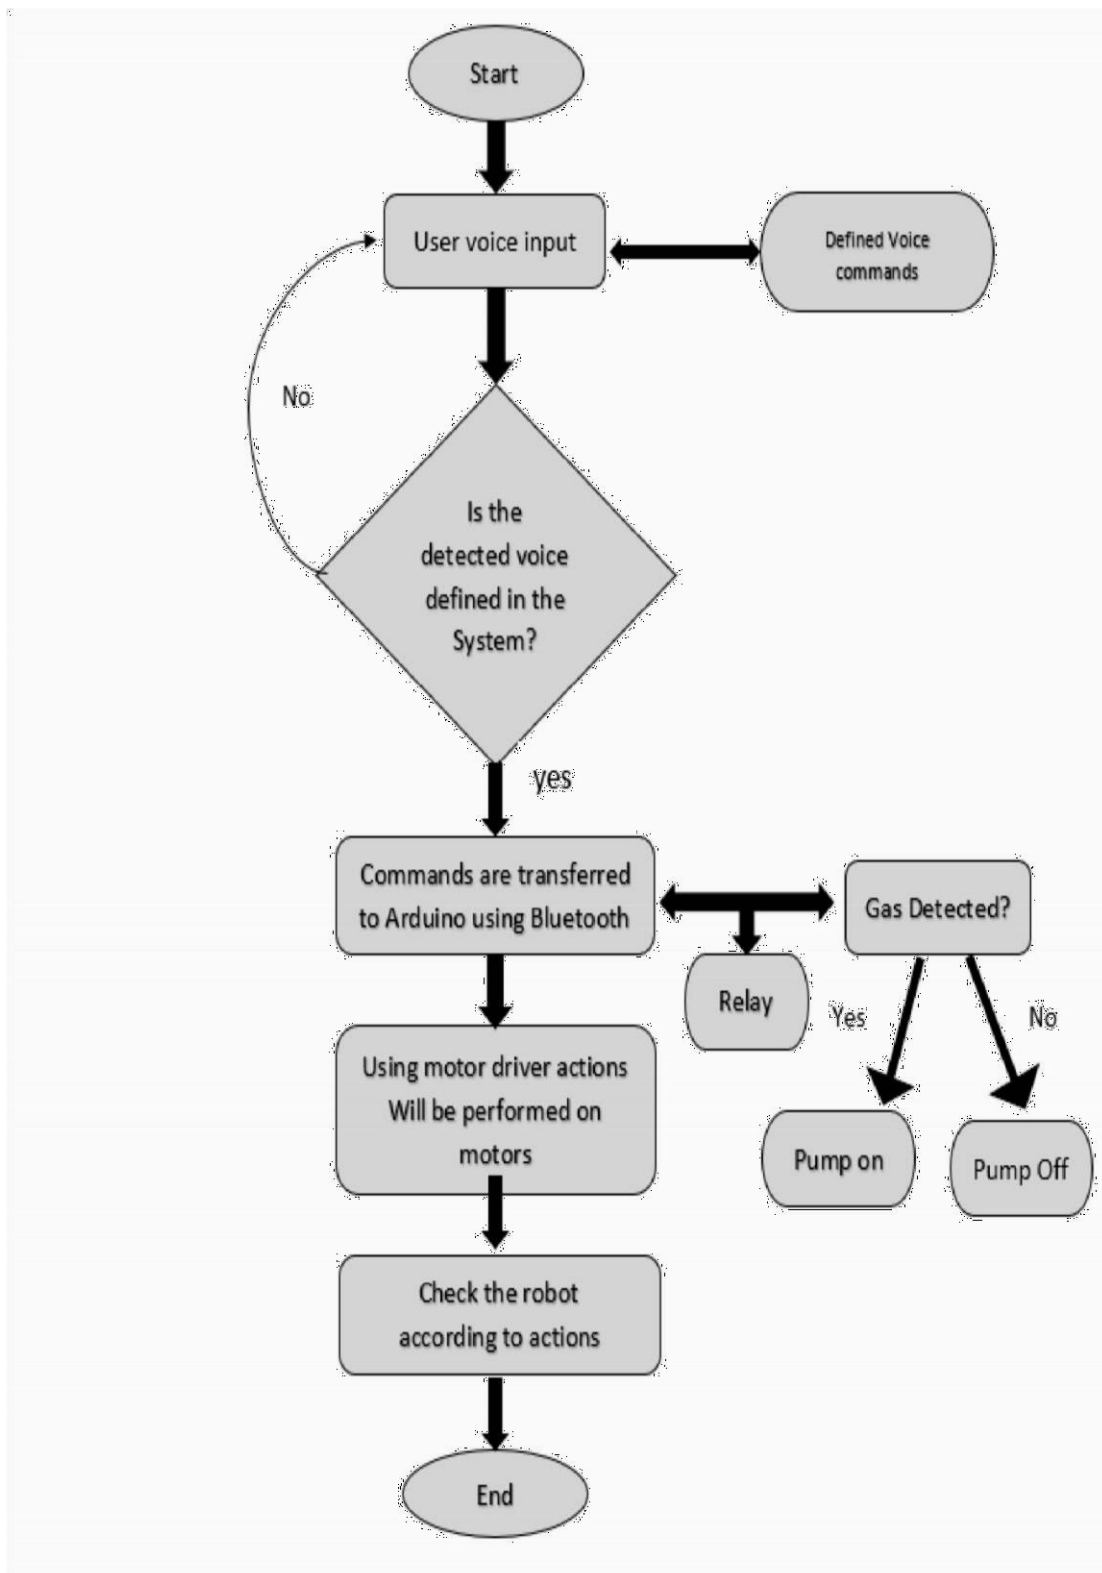 Start
User voice input
Defined Voice
commands
No
Is the
detected voice
defined in the
System?
yes
Commands are transferred
to Arduino using Bluetooth
Gas Detected?
Relay
Yes
No
Using motor driver actions
Will be performed on
motors
Pump on
Pump Off
Check the robot
according to actions
End